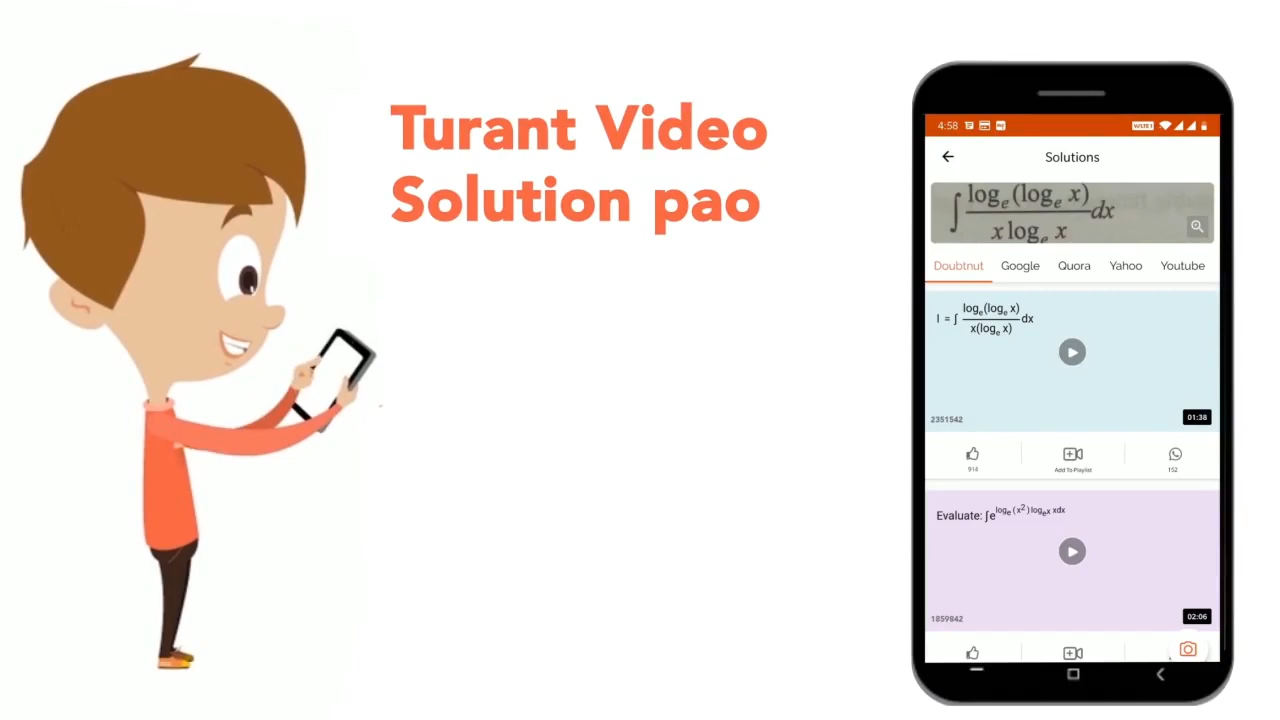 Turant Video
Solution pao
4:58
VoLTE1
Solutions
∫ logₑ(logₑ x) / x logₑ x dx
Doubtnut Google Quora Yahoo Youtube
I = ∫ logₑ(logₑ x) / x(logₑ x) dx
2351542 01:38
914 Add To Playlist 152
Evaluate: ∫e^logₑ(x²)logₑx xdx
1859842 02:06